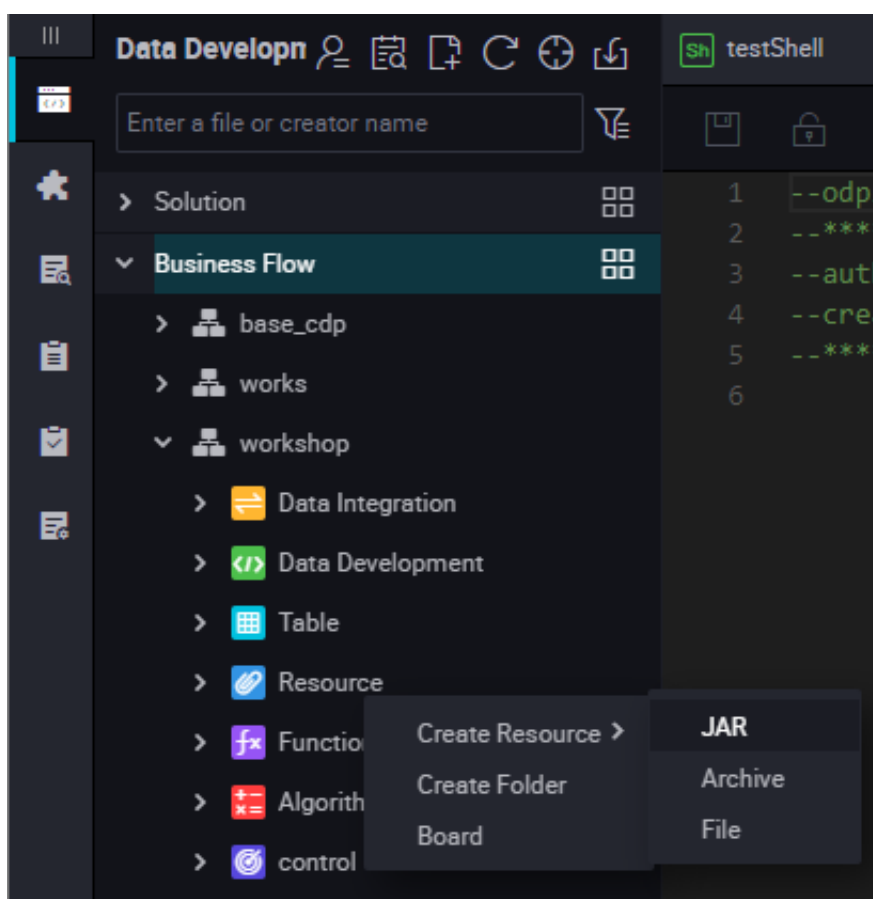 Data Developn
Sh testShell
Enter a file or creator name
Solution
Business Flow
base_cdp
works
workshop
Data Integration
Data Development
Table
Resource
Functio
Algorith
control
Create Resource >
Create Folder
Board
JAR
Archive
File
1 --odp
2 --****
3 --auth
4 --cre
5 --****
6